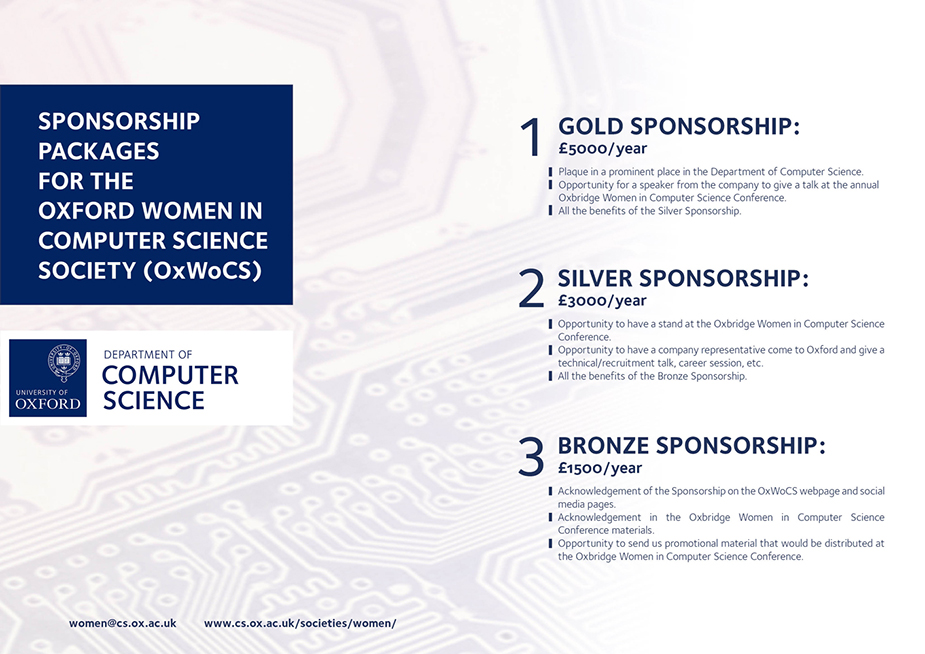 SPONSORSHIP
PACKAGES
FOR THE
OXFORD WOMEN IN
COMPUTER SCIENCE
SOCIETY (OxWoCS)
UNIVERSITY OF
OXFORD
DEPARTMENT OF
COMPUTER
SCIENCE
1 GOLD SPONSORSHIP:
£5000/year
Plaque in a prominent place in the Department of Computer Science.
Opportunity for a speaker from the company to give a talk at the annual
Oxbridge Women in Computer Science Conference.
All the benefits of the Silver Sponsorship.
2 SILVER SPONSORSHIP:
£3000/year
Opportunity to have a stand at the Oxbridge Women in Computer Science
Conference.
Opportunity to have a company representative come to Oxford and give a
technical/recruitment talk, career session, etc.
All the benefits of the Bronze Sponsorship.
3 BRONZE SPONSORSHIP:
£1500/year
Acknowledgement of the Sponsorship on the OxWoCS webpage and social
media pages.
Acknowledgement in the Oxbridge Women in Computer Science
Conference materials.
Opportunity to send us promotional material that would be distributed at
the Oxbridge Women in Computer Science Conference.
women@cs.ox.ac.uk www.cs.ox.ac.uk/societies/women/